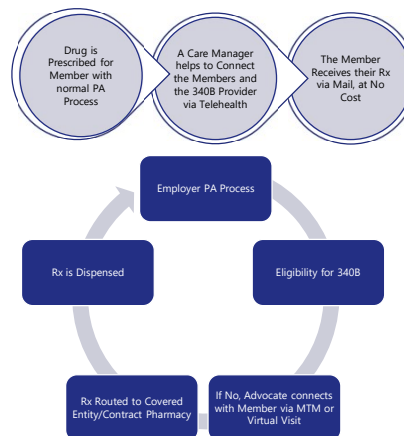 Drug is
Prescribed for
Member with
normal PA
Process
A Care Manager
helps to Connect
the Members and
the 340B Provider
via Telehealth
The Member
Receives their Rx
via Mail, at No
Cost
Employer PA Process
Eligibility for 340B
If No, Advocate connects
with Member via MTM or
Virtual Visit
Rx Routed to Covered
Entity/Contract Pharmacy
Rx is Dispensed